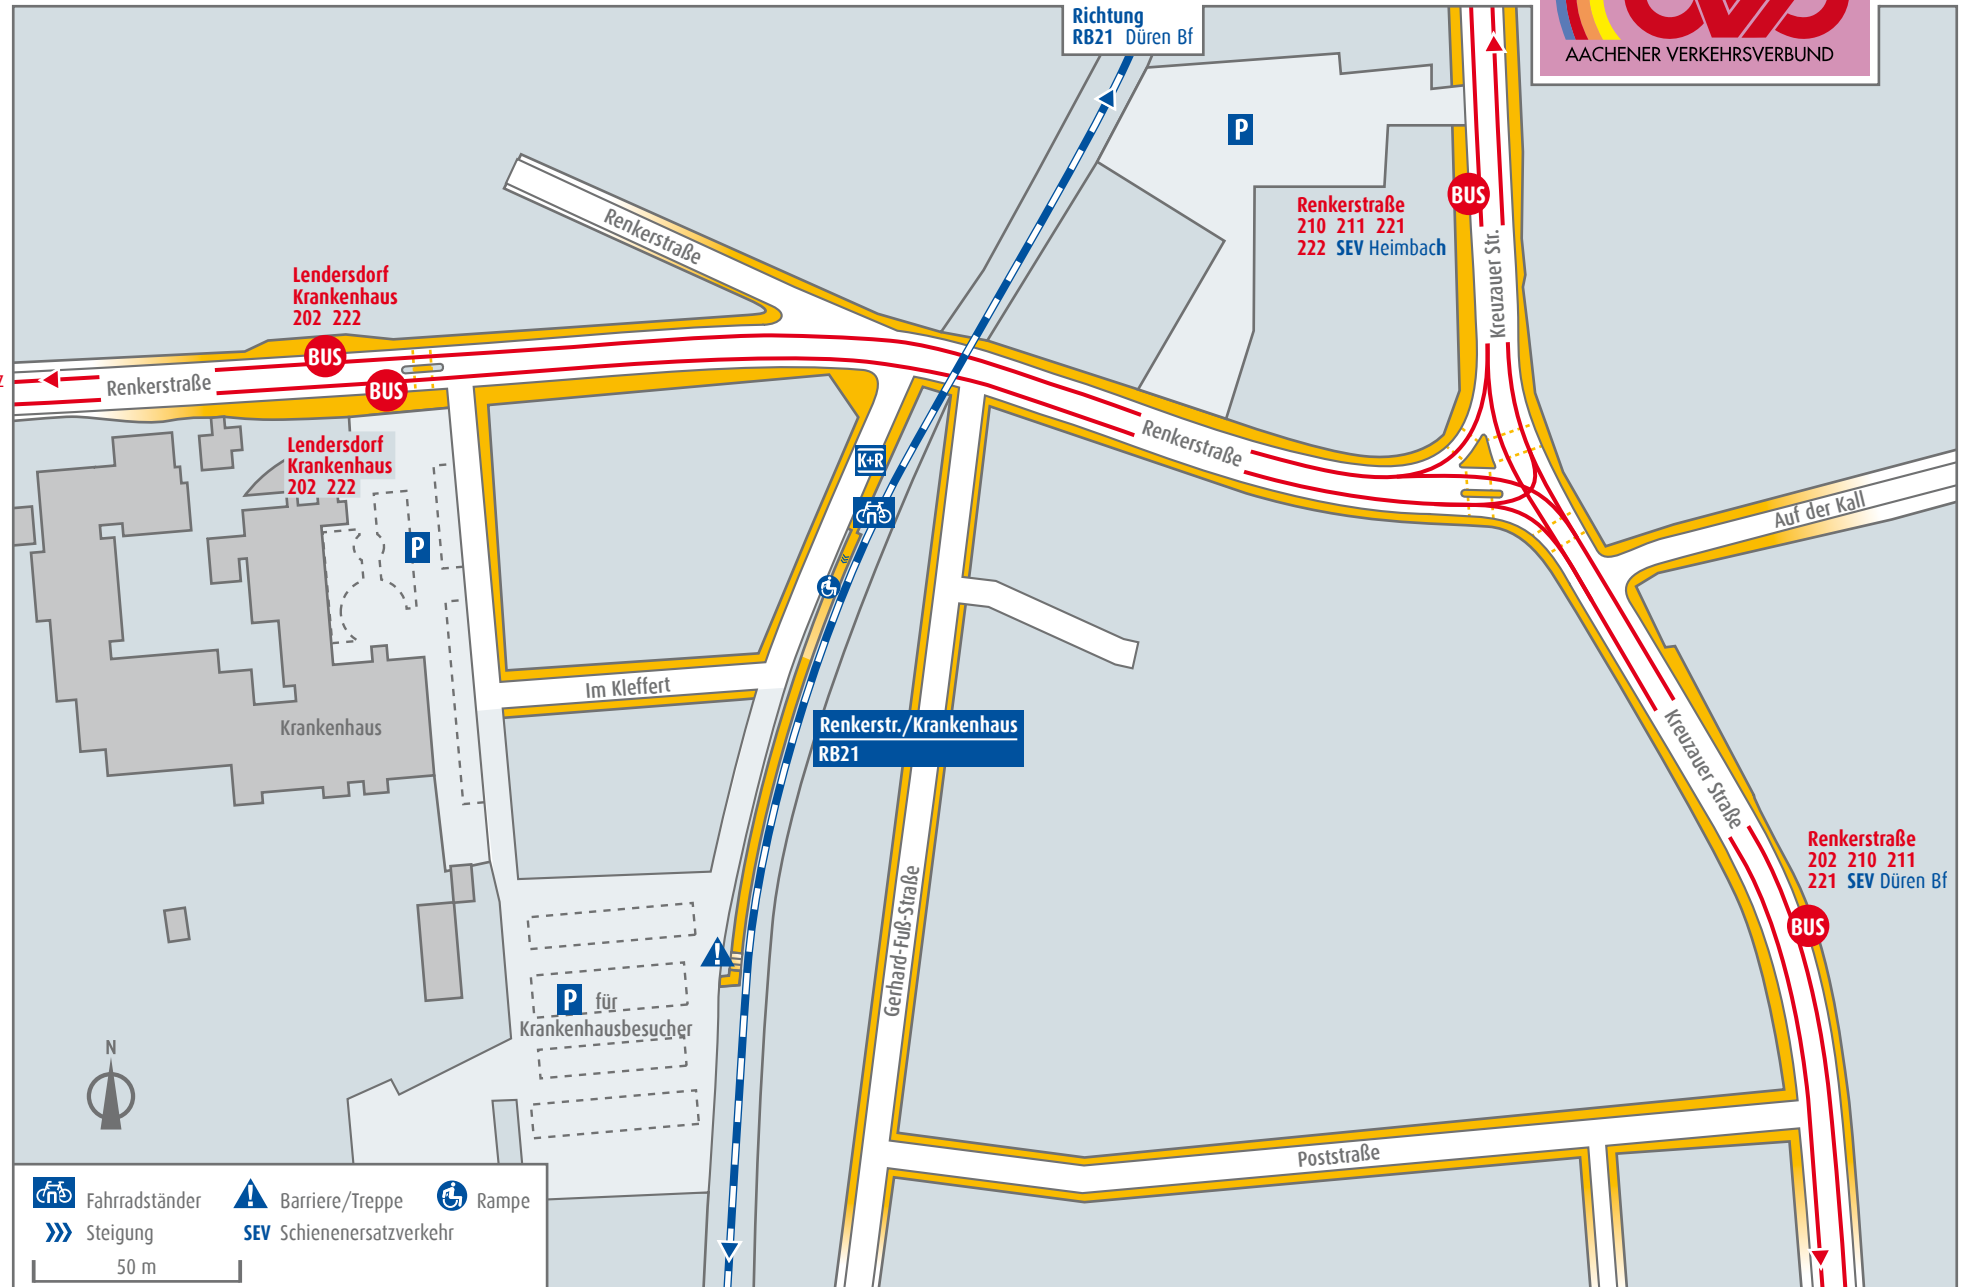 Richtung
RB21 Düren Bf
AACHENER VERKEHRSVERBUND
P
BUS
Renkerstraße
210 211 221
222 SEV Heimbach
Kreuzauer Str.
Renkerstraße
Lendersdorf
Krankenhaus
202 222
BUS
Renkerstraße
BUS
Lendersdorf
Krankenhaus
202 222
Renkerstraße
K+R
Auf der Kall
P
Im Kleffert
Krankenhaus
Renkerstr./Krankenhaus
RB21
Kreuzauer Straße
Renkerstraße
202 210 211
221 SEV Düren Bf
BUS
Gerhard-Fuß-Straße
P für
Krankenhausbesucher
N
Poststraße
Fahrradständer
Barriere/Treppe
Rampe
Steigung
SEV Schienenersatzverkehr
50 m